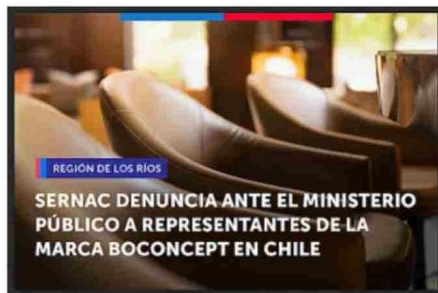 REGIÓN DE LOS RÍOS
SERNAC DENUNCIA ANTE EL MINISTERIO
PÚBLICO A REPRESENTANTES DE LA
MARCA BOCONCEPT EN CHILE